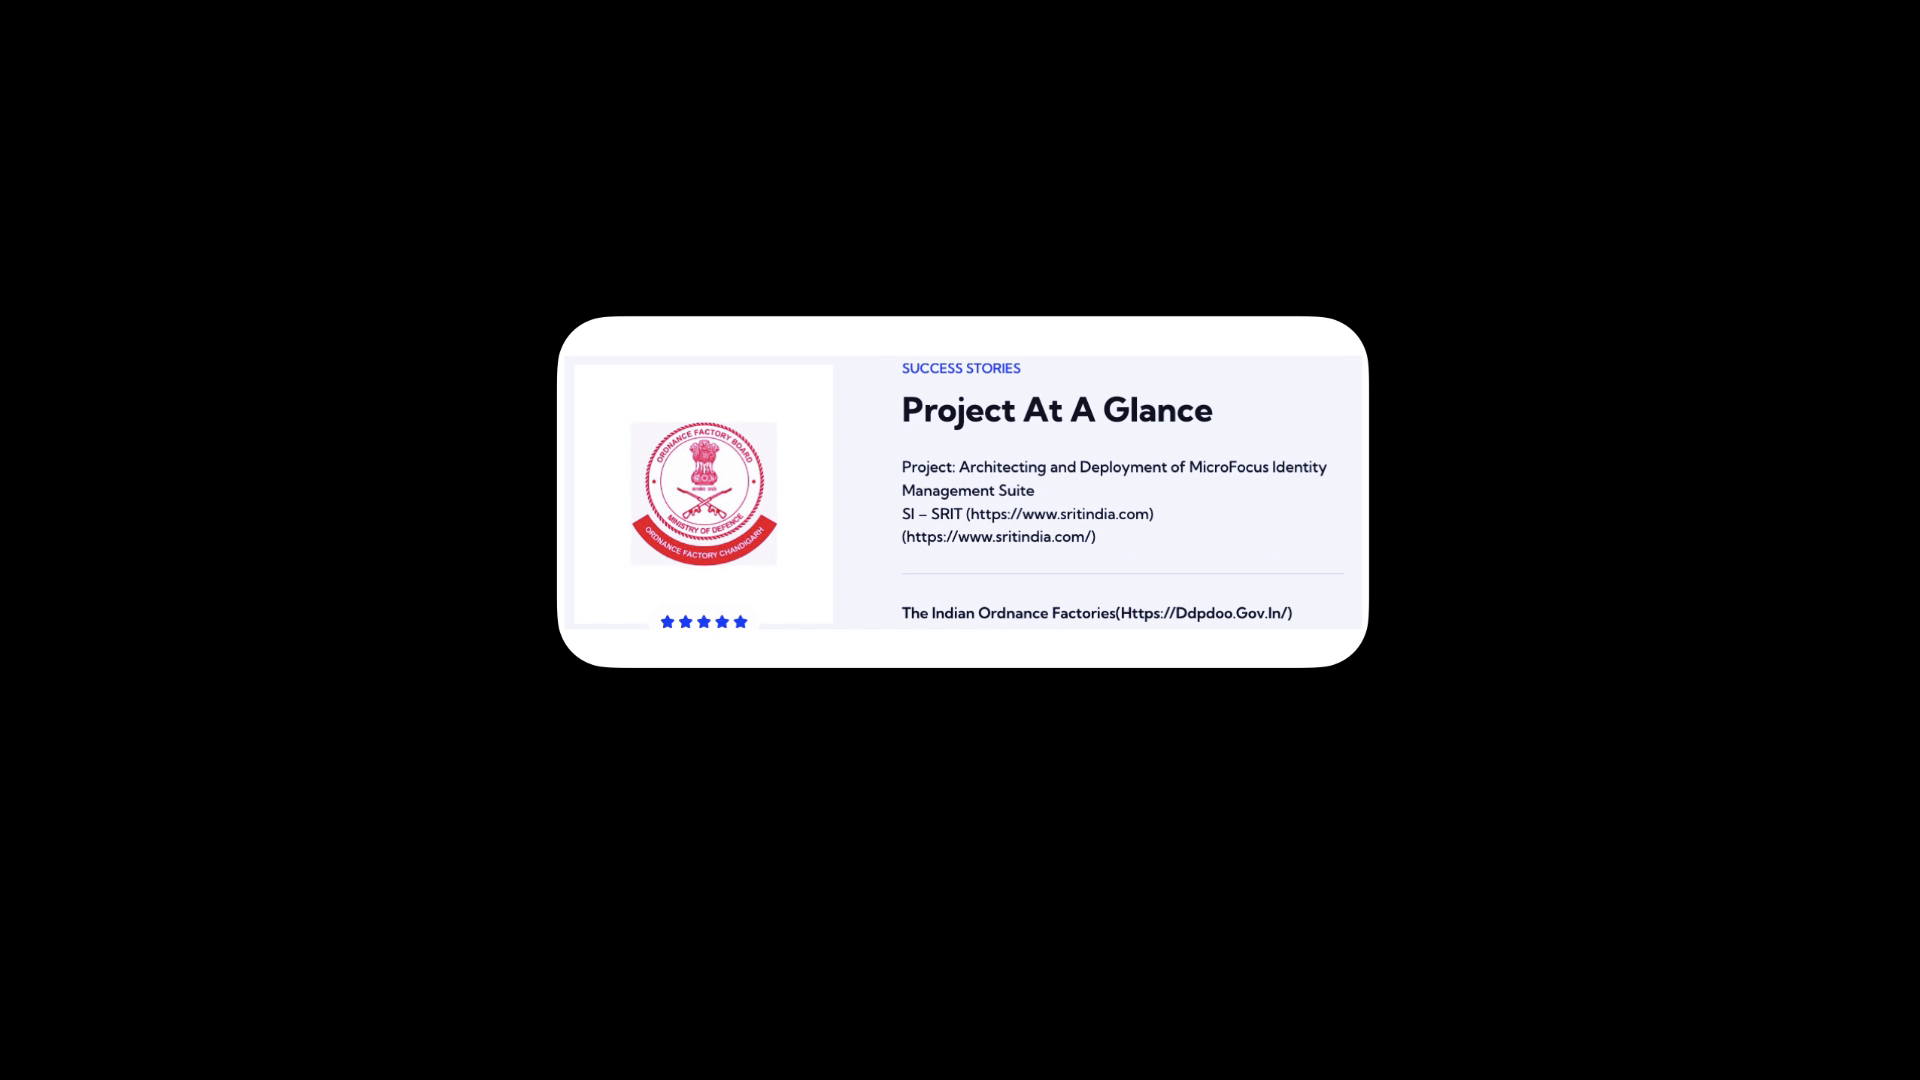 SUCCESS STORIES
Project At A Glance
Project: Architecting and Deployment of MicroFocus Identity
Management Suite
SI – SRIT (https://www.sritindia.com)
(https://www.sritindia.com/)
The Indian Ordnance Factories(Https://Ddpdoo.Gov.In/)
ORDNANCE FACTORY BOARD
MINISTRY OF DEFENCE
ORDNANCE FACTORY CHANDIGARH